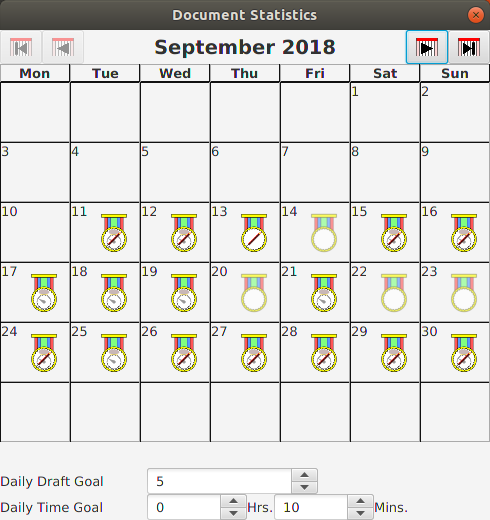 Document Statistics
September 2018
Mon Tue Wed Thu Fri Sat Sun
1 2
3 4 5 6 7 8 9
10 11 12 13 14 15 16
17 18 19 20 21 22 23
24 25 26 27 28 29 30
Daily Draft Goal 5
Daily Time Goal 0 Hrs. 10 Mins.